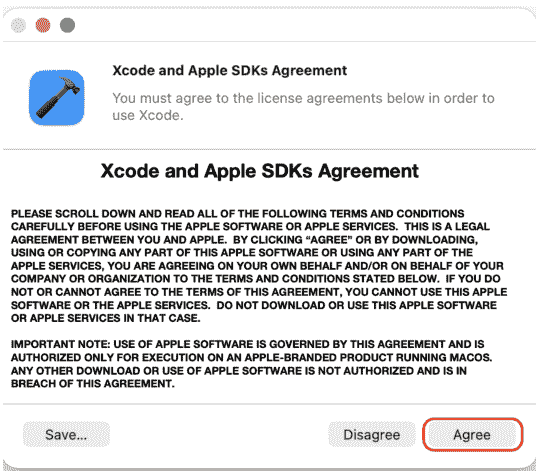 Xcode and Apple SDKs Agreement
You must agree to the license agreements below in order to
use Xcode.
Xcode and Apple SDKs Agreement
PLEASE SCROLL DOWN AND READ ALL OF THE FOLLOWING TERMS AND CONDITIONS
CAREFULLY BEFORE USING THE APPLE SOFTWARE OR APPLE SERVICES.  THIS IS A LEGAL
AGREEMENT BETWEEN YOU AND APPLE.  BY CLICKING “AGREE” OR BY DOWNLOADING,
USING OR COPYING ANY PART OF THIS APPLE SOFTWARE OR USING ANY PART OF THE
APPLE SERVICES, YOU ARE AGREEING ON YOUR OWN BEHALF AND/OR ON BEHALF OF YOUR
COMPANY OR ORGANIZATION TO THE TERMS AND CONDITIONS STATED BELOW.  IF YOU DO
NOT OR CANNOT AGREE TO THE TERMS OF THIS AGREEMENT, YOU CANNOT USE THIS APPLE
SOFTWARE OR THE APPLE SERVICES.  DO NOT DOWNLOAD OR USE THIS APPLE SOFTWARE
OR APPLE SERVICES IN THAT CASE.
IMPORTANT NOTE: USE OF APPLE SOFTWARE IS GOVERNED BY THIS AGREEMENT AND IS
AUTHORIZED ONLY FOR EXECUTION ON AN APPLE-BRANDED PRODUCT RUNNING MACOS.
ANY OTHER DOWNLOAD OR USE OF APPLE SOFTWARE IS NOT AUTHORIZED AND IS IN
BREACH OF THIS AGREEMENT.
Save... Disagree Agree